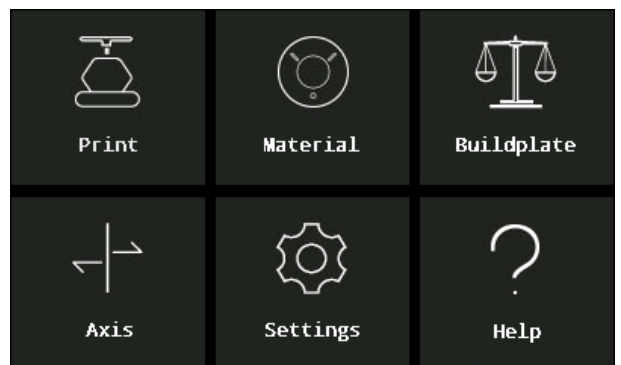 Print
Material
Buildplate
Axis
Settings
Help